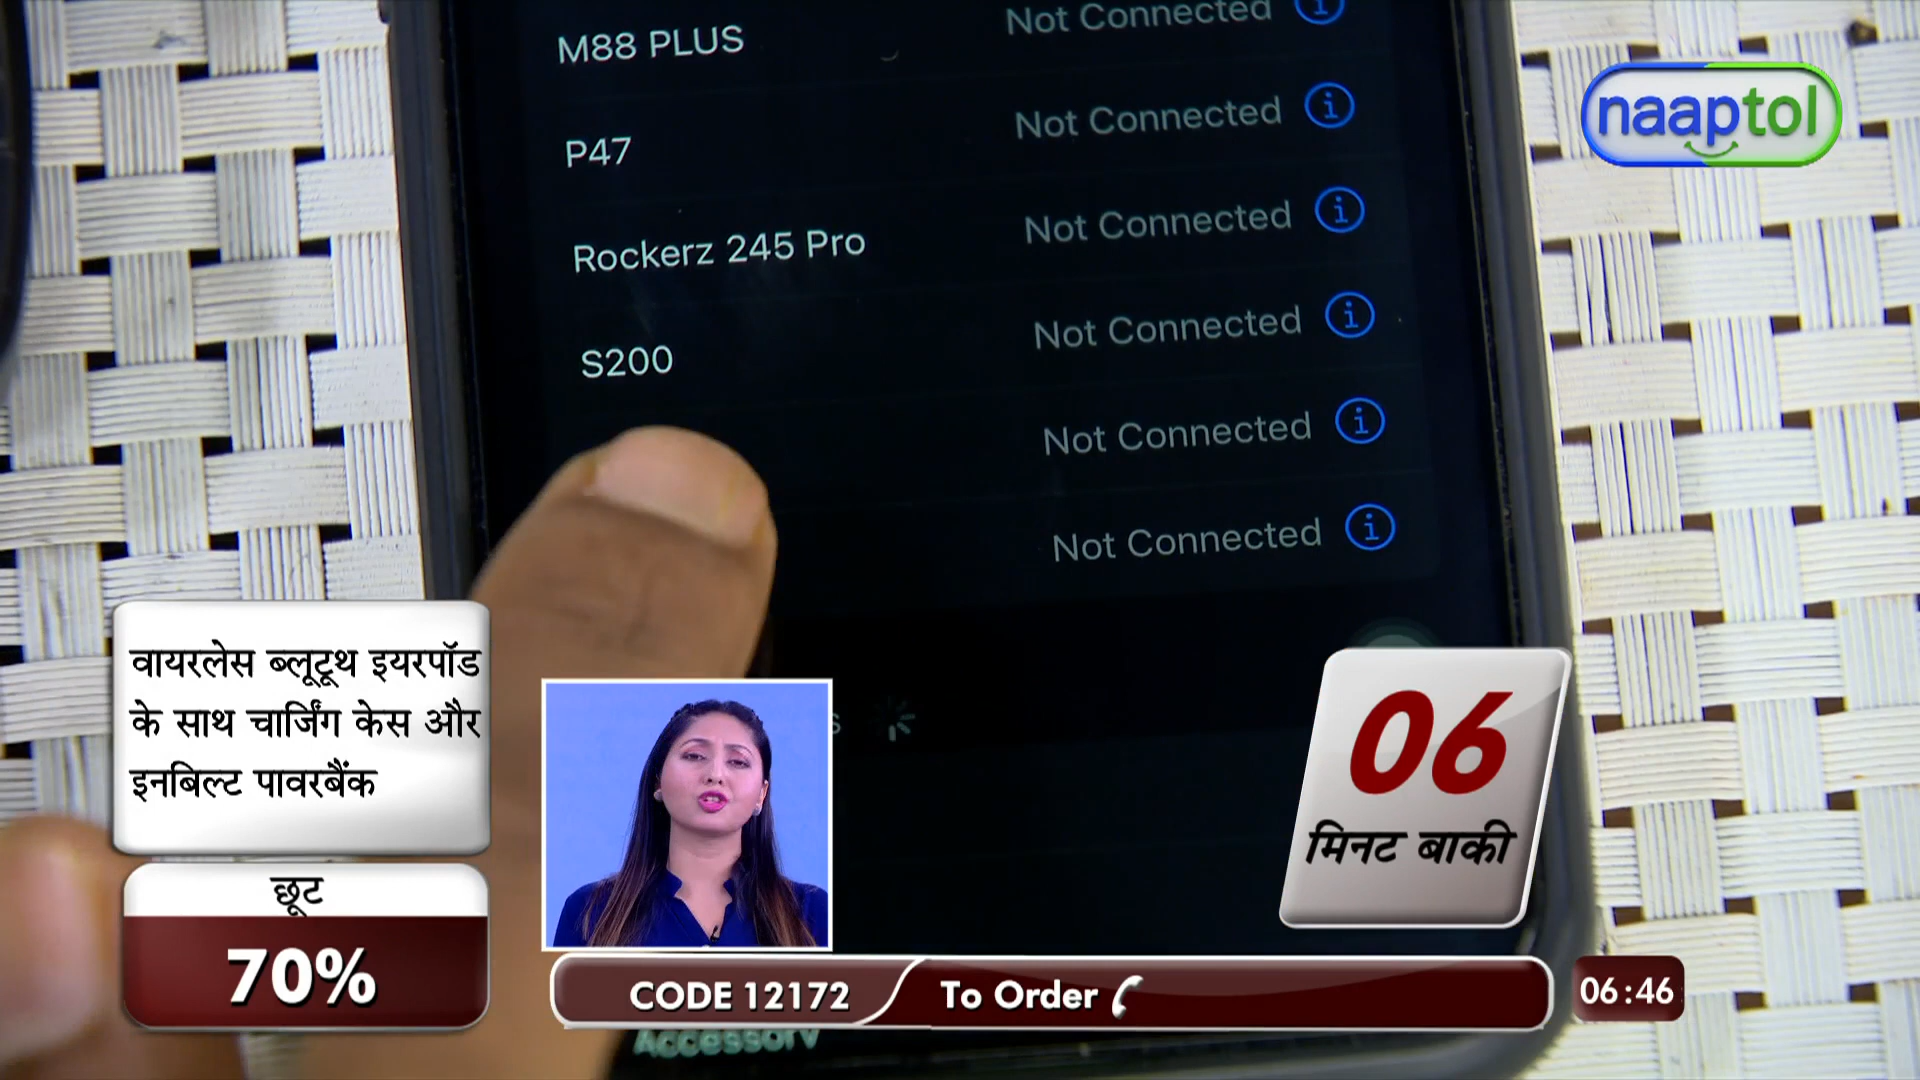 M88 PLUS
Not Connected
P47
Not Connected
Rockerz 245 Pro
Not Connected
S200
Not Connected
Not Connected
Not Connected
naaptol
वायरलेस ब्लूटूथ इयरपॉड
के साथ चार्जिंग केस और
इनबिल्ट पावरबैंक
छूट
70%
06
मिनट बाकी
CODE 12172
To Order
06:46
Accessory